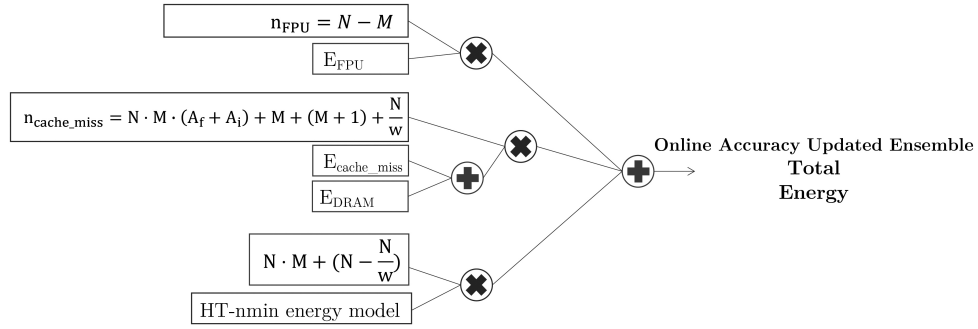 n_FPU = N − M
E_FPU
n_cache_miss = N · M · (A_f + A_i) + M + (M + 1) + N/w
E_cache_miss
E_DRAM
N · M + (N − N/w)
HT-nmin energy model
Online Accuracy Updated Ensemble
Total
Energy